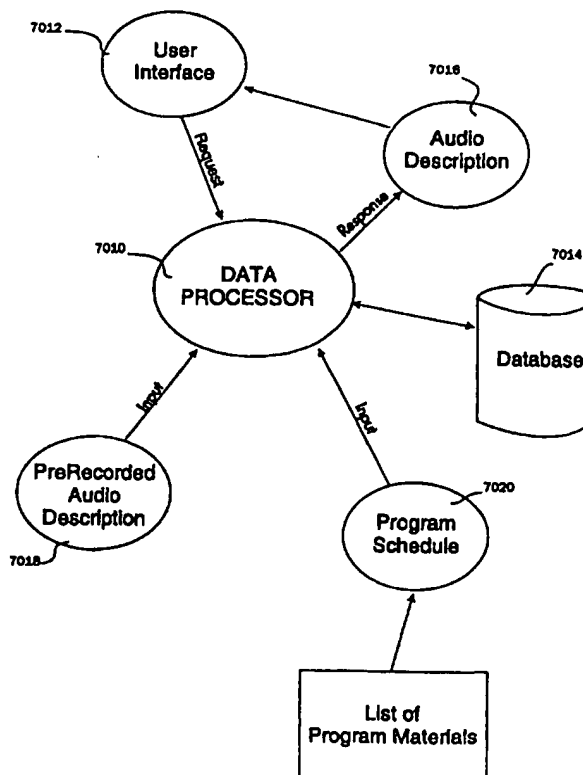 7012
User
Interface
7016
Audio
Description
Request
Response
7010
DATA
PROCESSOR
7014
Database
Input
Input
PreRecorded
Audio
Description
7018
7020
Program
Schedule
List of
Program Materials